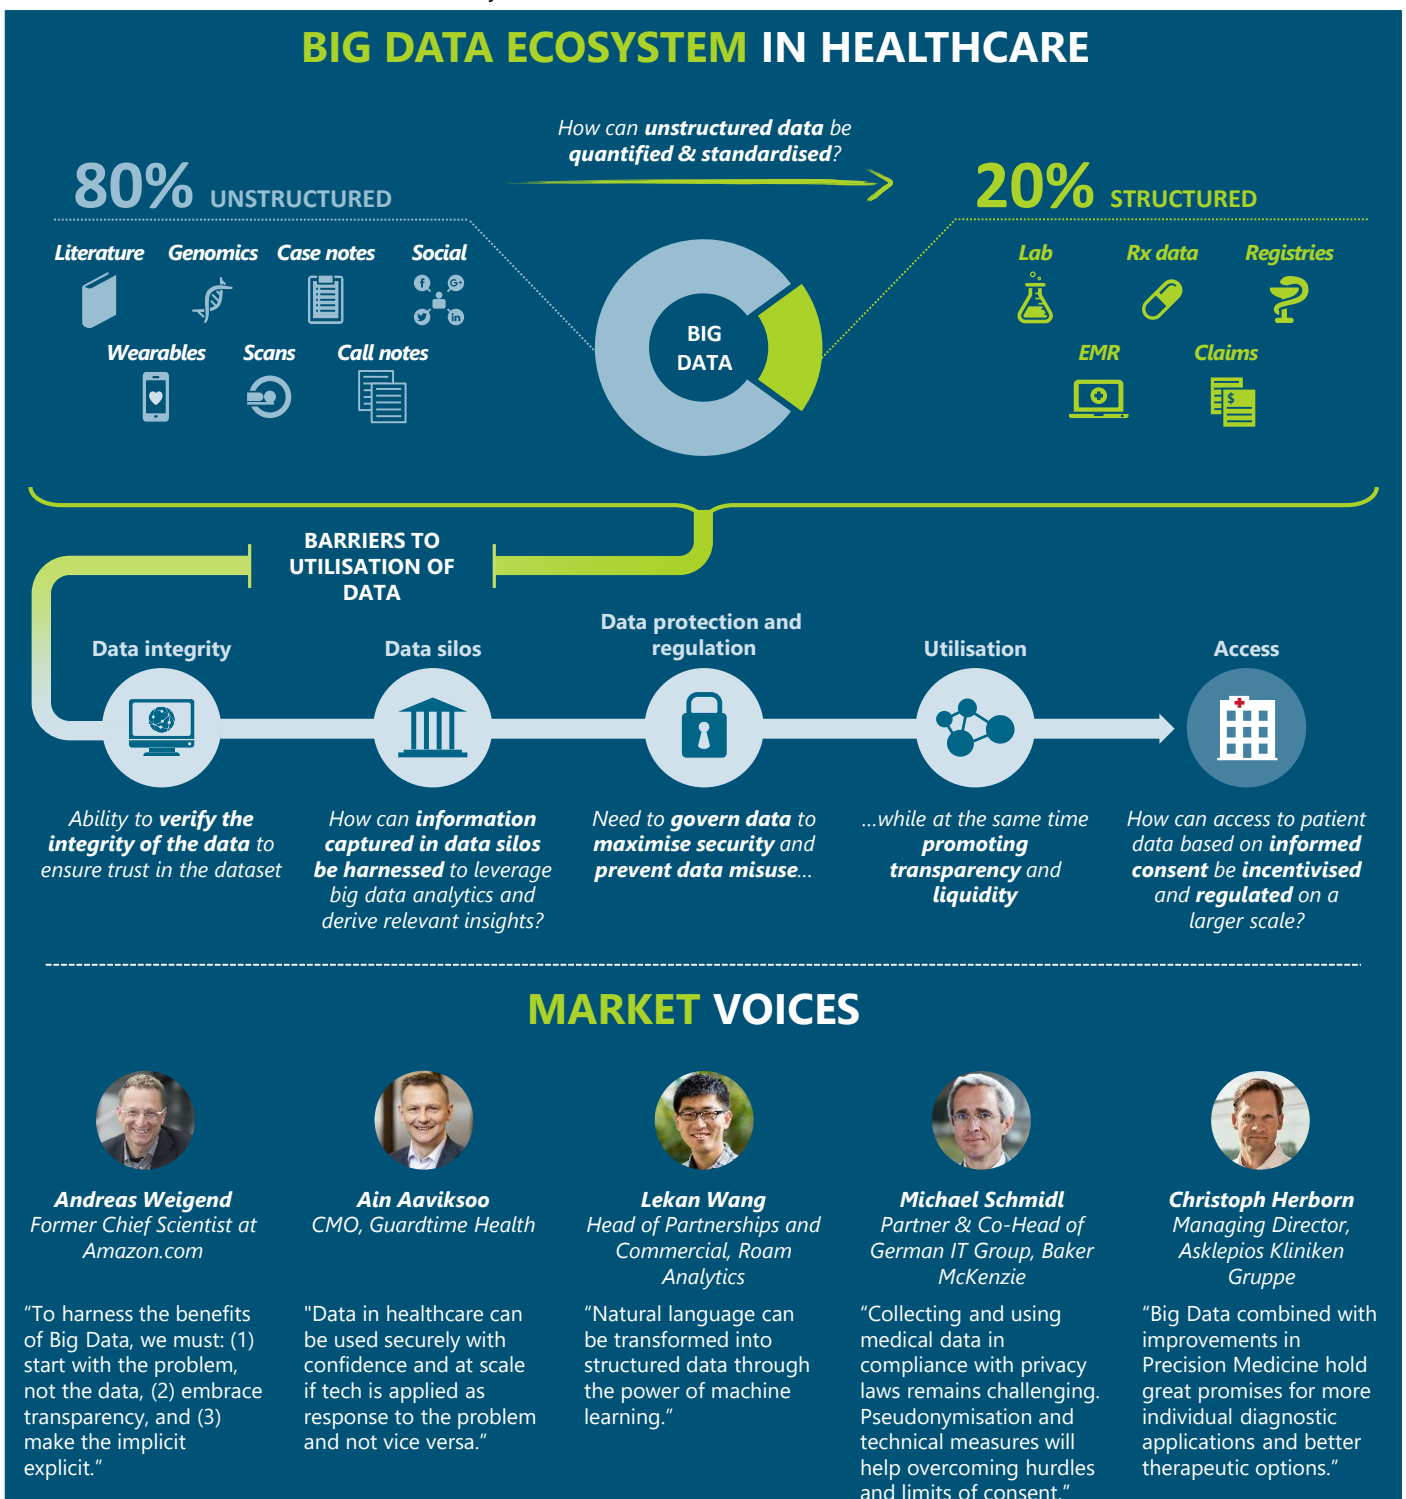 BIG DATA ECOSYSTEM IN HEALTHCARE
How can unstructured data be
quantified & standardised?
80% UNSTRUCTURED
Literature Genomics Case notes Social
Wearables Scans Call notes
BIG
DATA
20% STRUCTURED
Lab Rx data Registries
EMR Claims
$
BARRIERS TO
UTILISATION OF
DATA
Data integrity
Ability to verify the
integrity of the data to
ensure trust in the dataset
Data silos
How can information
captured in data silos
be harnessed to leverage
big data analytics and
derive relevant insights?
Data protection and
regulation
Need to govern data to
maximise security and
prevent data misuse...
Utilisation
...while at the same time
promoting
transparency and
liquidity
Access
How can access to patient
data based on informed
consent be incentivised
and regulated on a
larger scale?
MARKET VOICES
Andreas Weigend
Former Chief Scientist at
Amazon.com
“To harness the benefits
of Big Data, we must: (1)
start with the problem,
not the data, (2) embrace
transparency, and (3)
make the implicit
explicit.”
Ain Aaviksoo
CMO, Guardtime Health
"Data in healthcare can
be used securely with
confidence and at scale
if tech is applied as
response to the problem
and not vice versa.”
Lekan Wang
Head of Partnerships and
Commercial, Roam
Analytics
“Natural language can
be transformed into
structured data through
the power of machine
learning.”
Michael Schmidl
Partner & Co-Head of
German IT Group, Baker
McKenzie
“Collecting and using
medical data in
compliance with privacy
laws remains challenging.
Pseudonymisation and
technical measures will
help overcoming hurdles
and limits of consent.”
Christoph Herborn
Managing Director,
Asklepios Kliniken
Gruppe
“Big Data combined with
improvements in
Precision Medicine hold
great promises for more
individual diagnostic
applications and better
therapeutic options.”